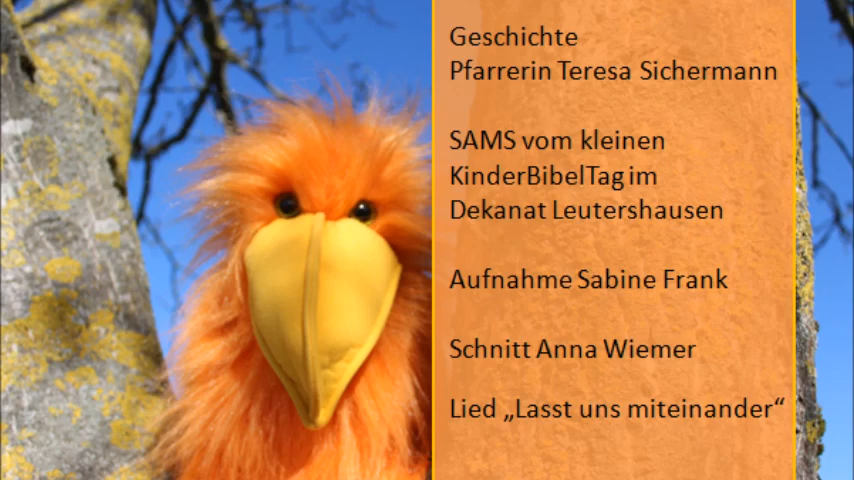 Geschichte
Pfarrerin Teresa Sichermann
SAMS vom kleinen
KinderBibelTag im
Dekanat Leutershausen
Aufnahme Sabine Frank
Schnitt Anna Wiemer
Lied „Lasst uns miteinander“